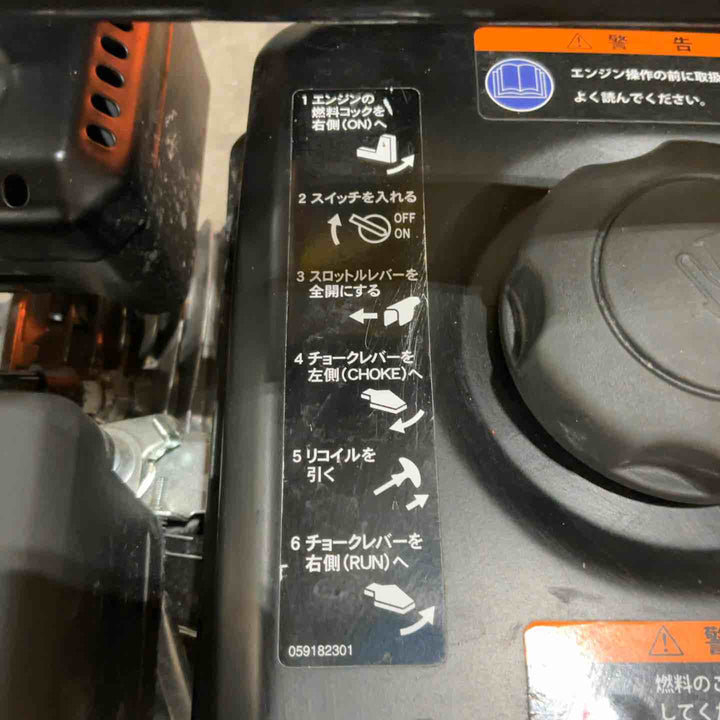 警告
エンジン操作の前に取扱
よく読んでください。
1 エンジンの
燃料コックを
右側(ON)へ
2 スイッチを入れる
OFF
ON
3 スロットルレバーを
全開にする
4 チョークレバーを
左側(CHOKE)へ
5 リコイルを
引く
6 チョークレバーを
右側(RUN)へ
059182301
警
燃料のこ
してくだ